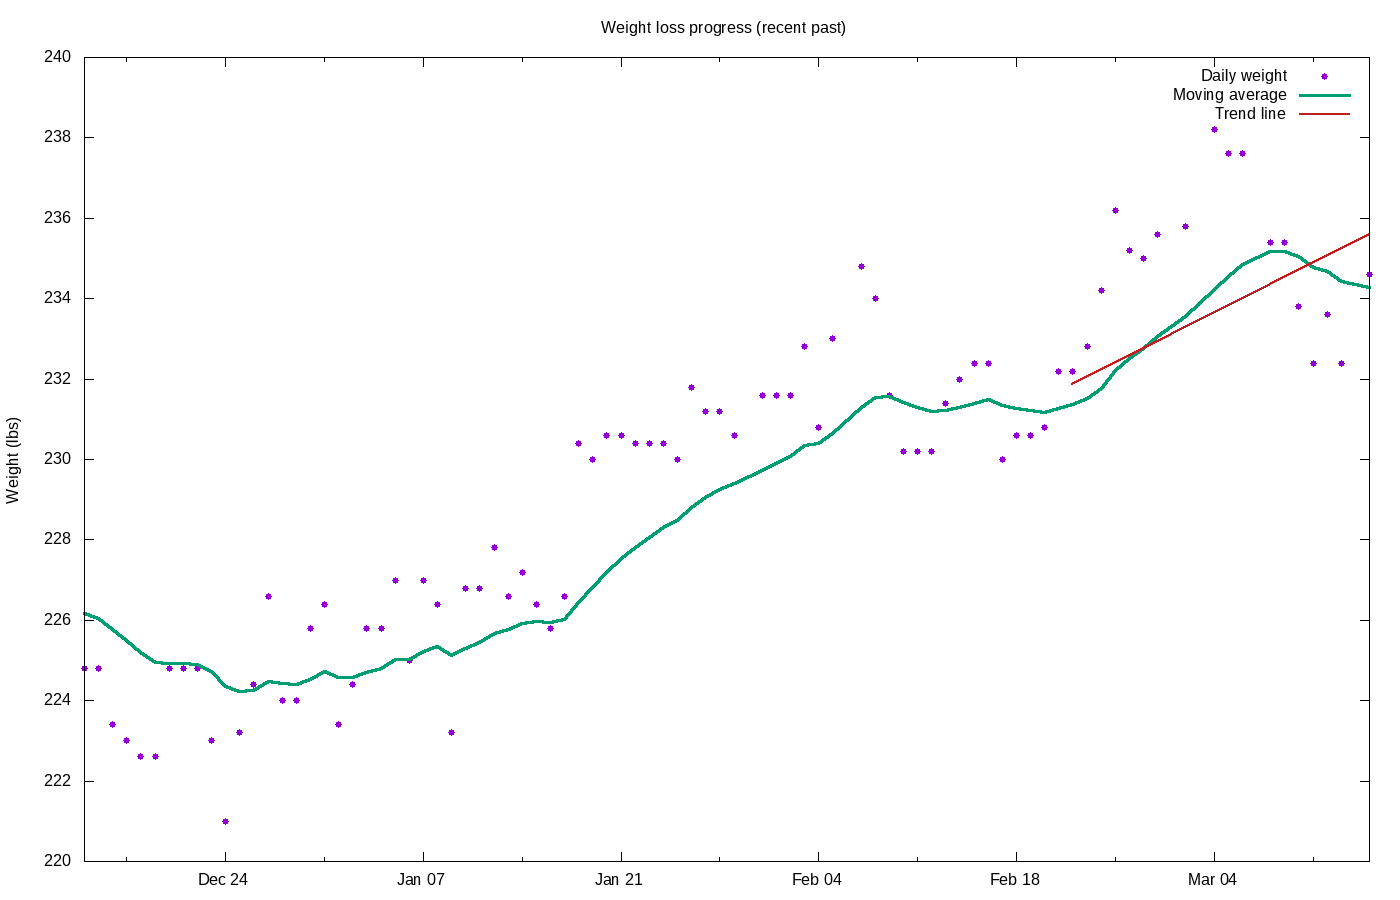 Weight loss progress (recent past)
240
238
236
234
232
230
228
226
224
222
220
Weight (lbs)
Daily weight
Moving average
Trend line
Dec 24
Jan 07
Jan 21
Feb 04
Feb 18
Mar 04